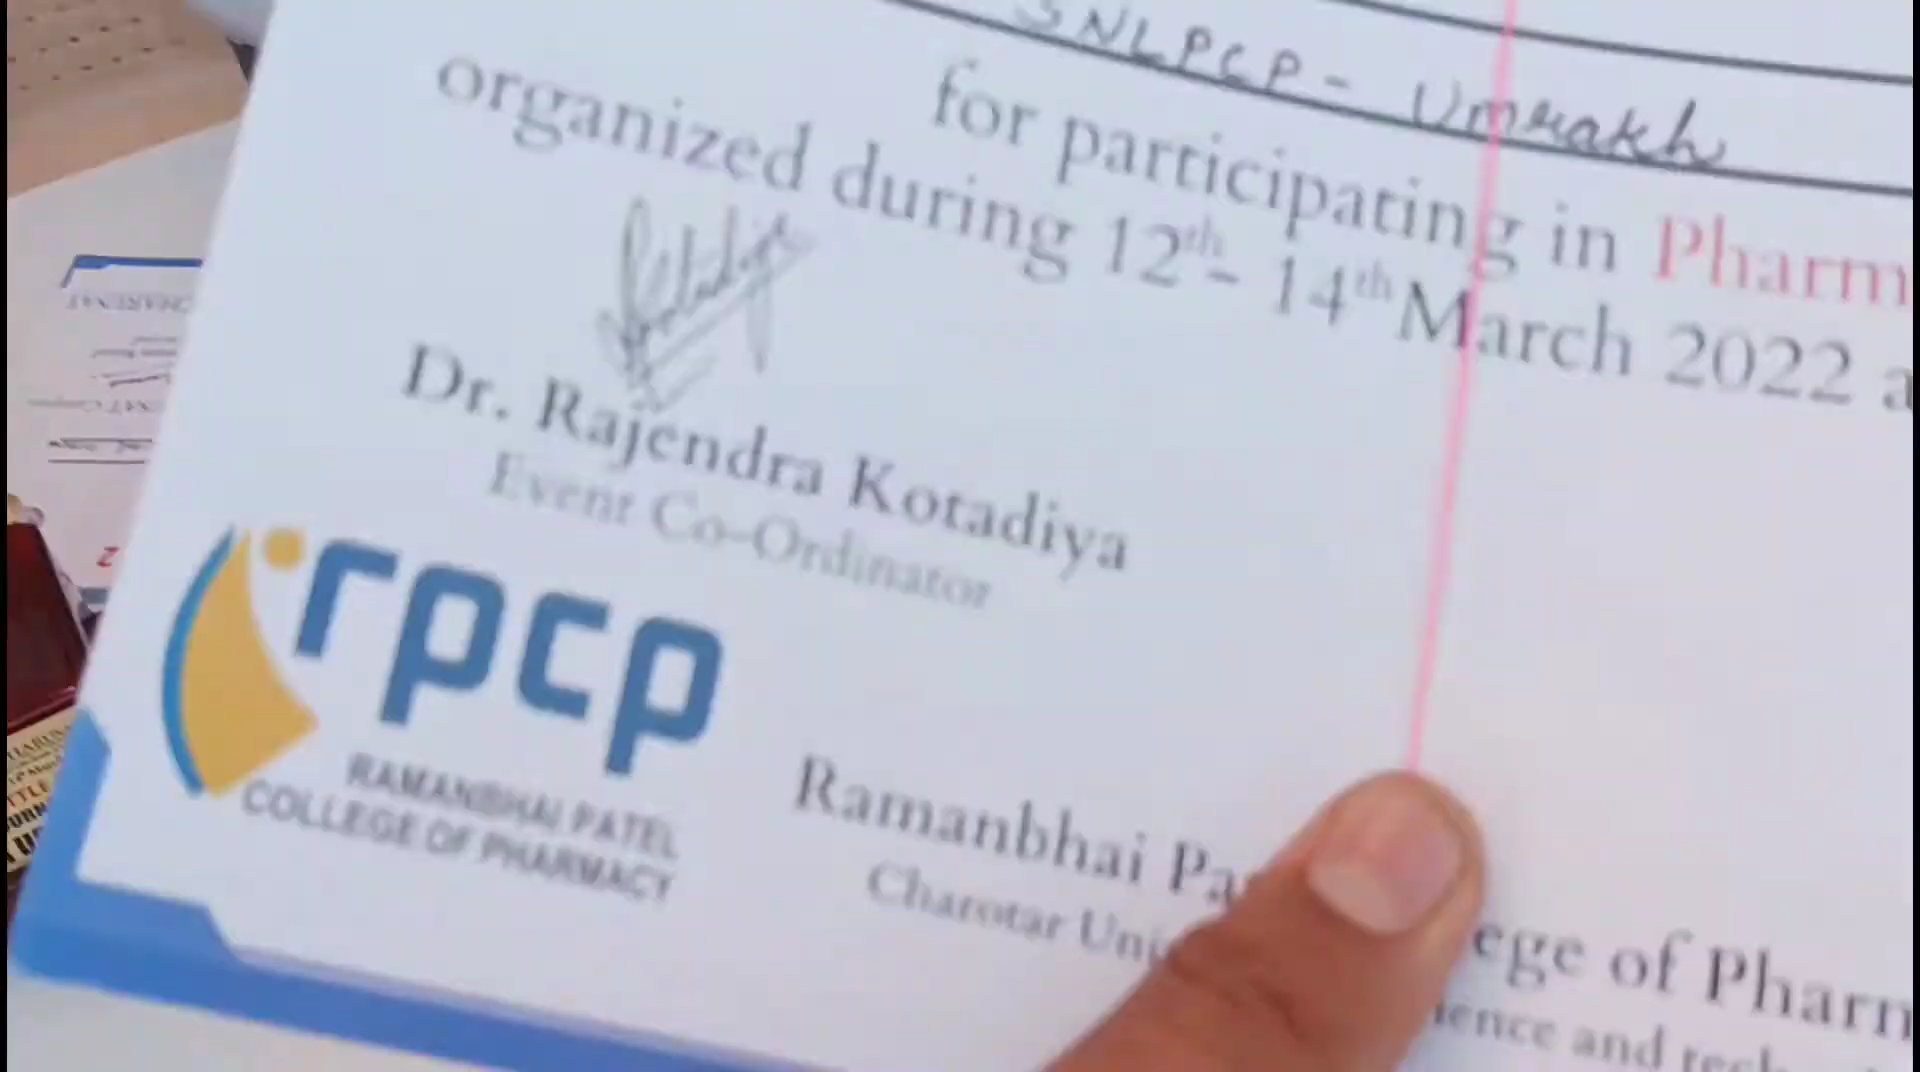 SNLPCP - Umrakh
for participating in Pharm
organized during 12th - 14th March 2022 a
Dr. Rajendra Kotadiya
Event Co-Ordinator
rpcp
RAMANBHAI PATEL
COLLEGE OF PHARMACY
Ramanbhai Pa ege of Pharm
Charotar Uni ience and tech